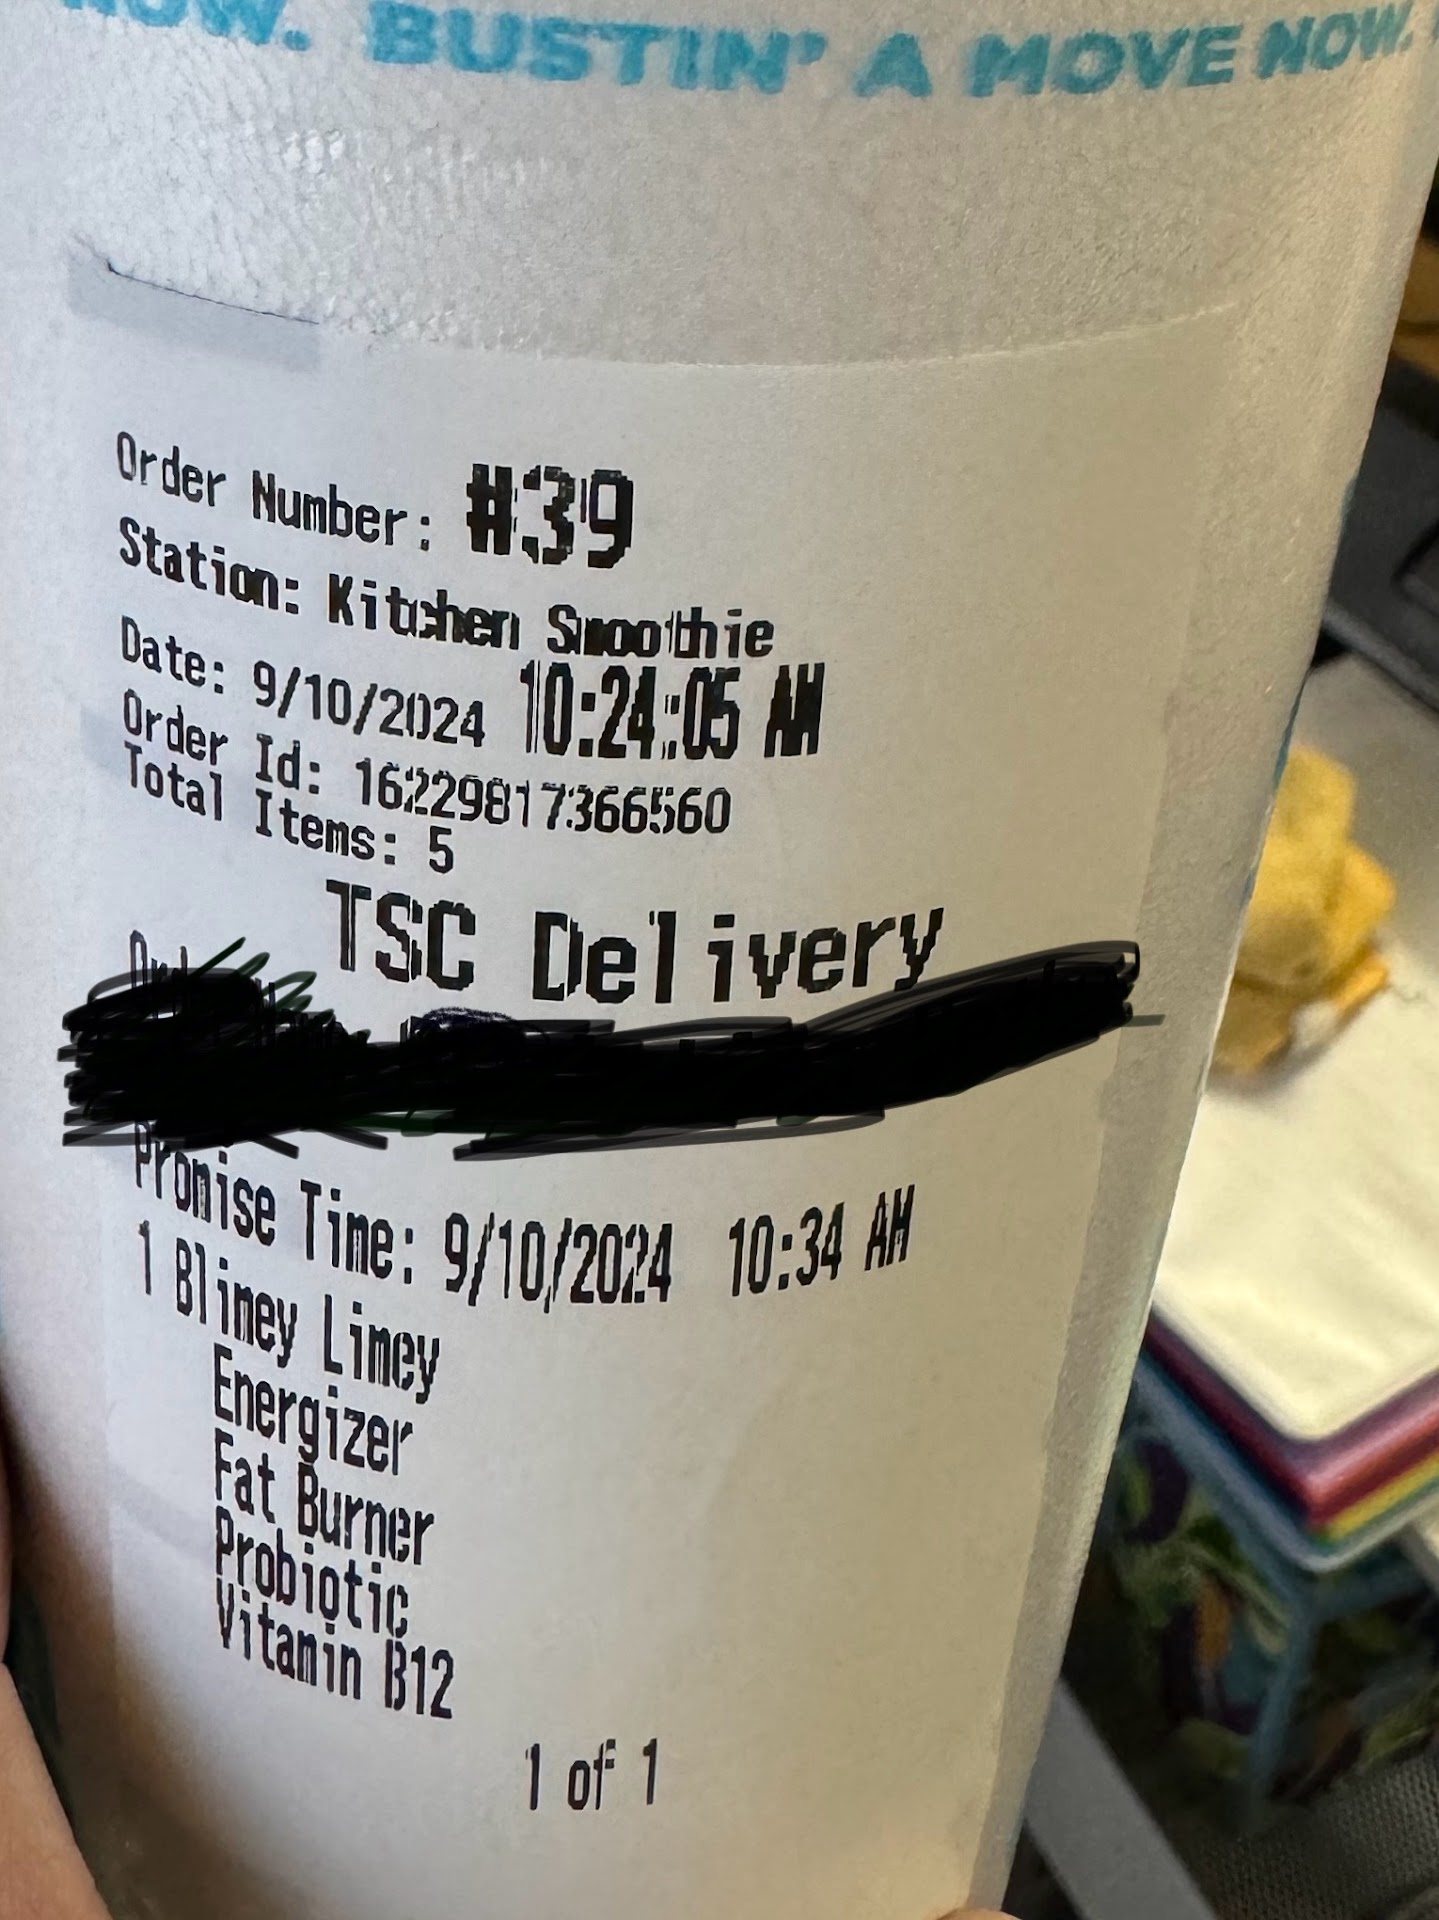 NOW. BUSTIN' A MOVE NOW.
Order Number: #39
Station: Kitchen Smoothie
Date: 9/10/2024 10:24:05 AM
Order Id: 16229817366560
Total Items: 5
TSC Delivery
Promise Time: 9/10/2024 10:34 AM
1 Blimey Limey
Energizer
Fat Burner
Probiotic
Vitamin B12
1 of 1